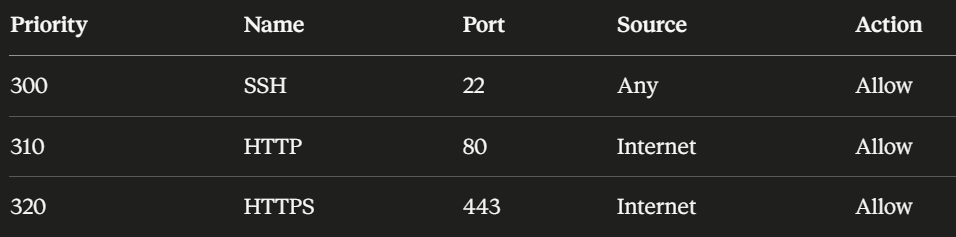 Priority Name Port Source Action
300 SSH 22 Any Allow
310 HTTP 80 Internet Allow
320 HTTPS 443 Internet Allow